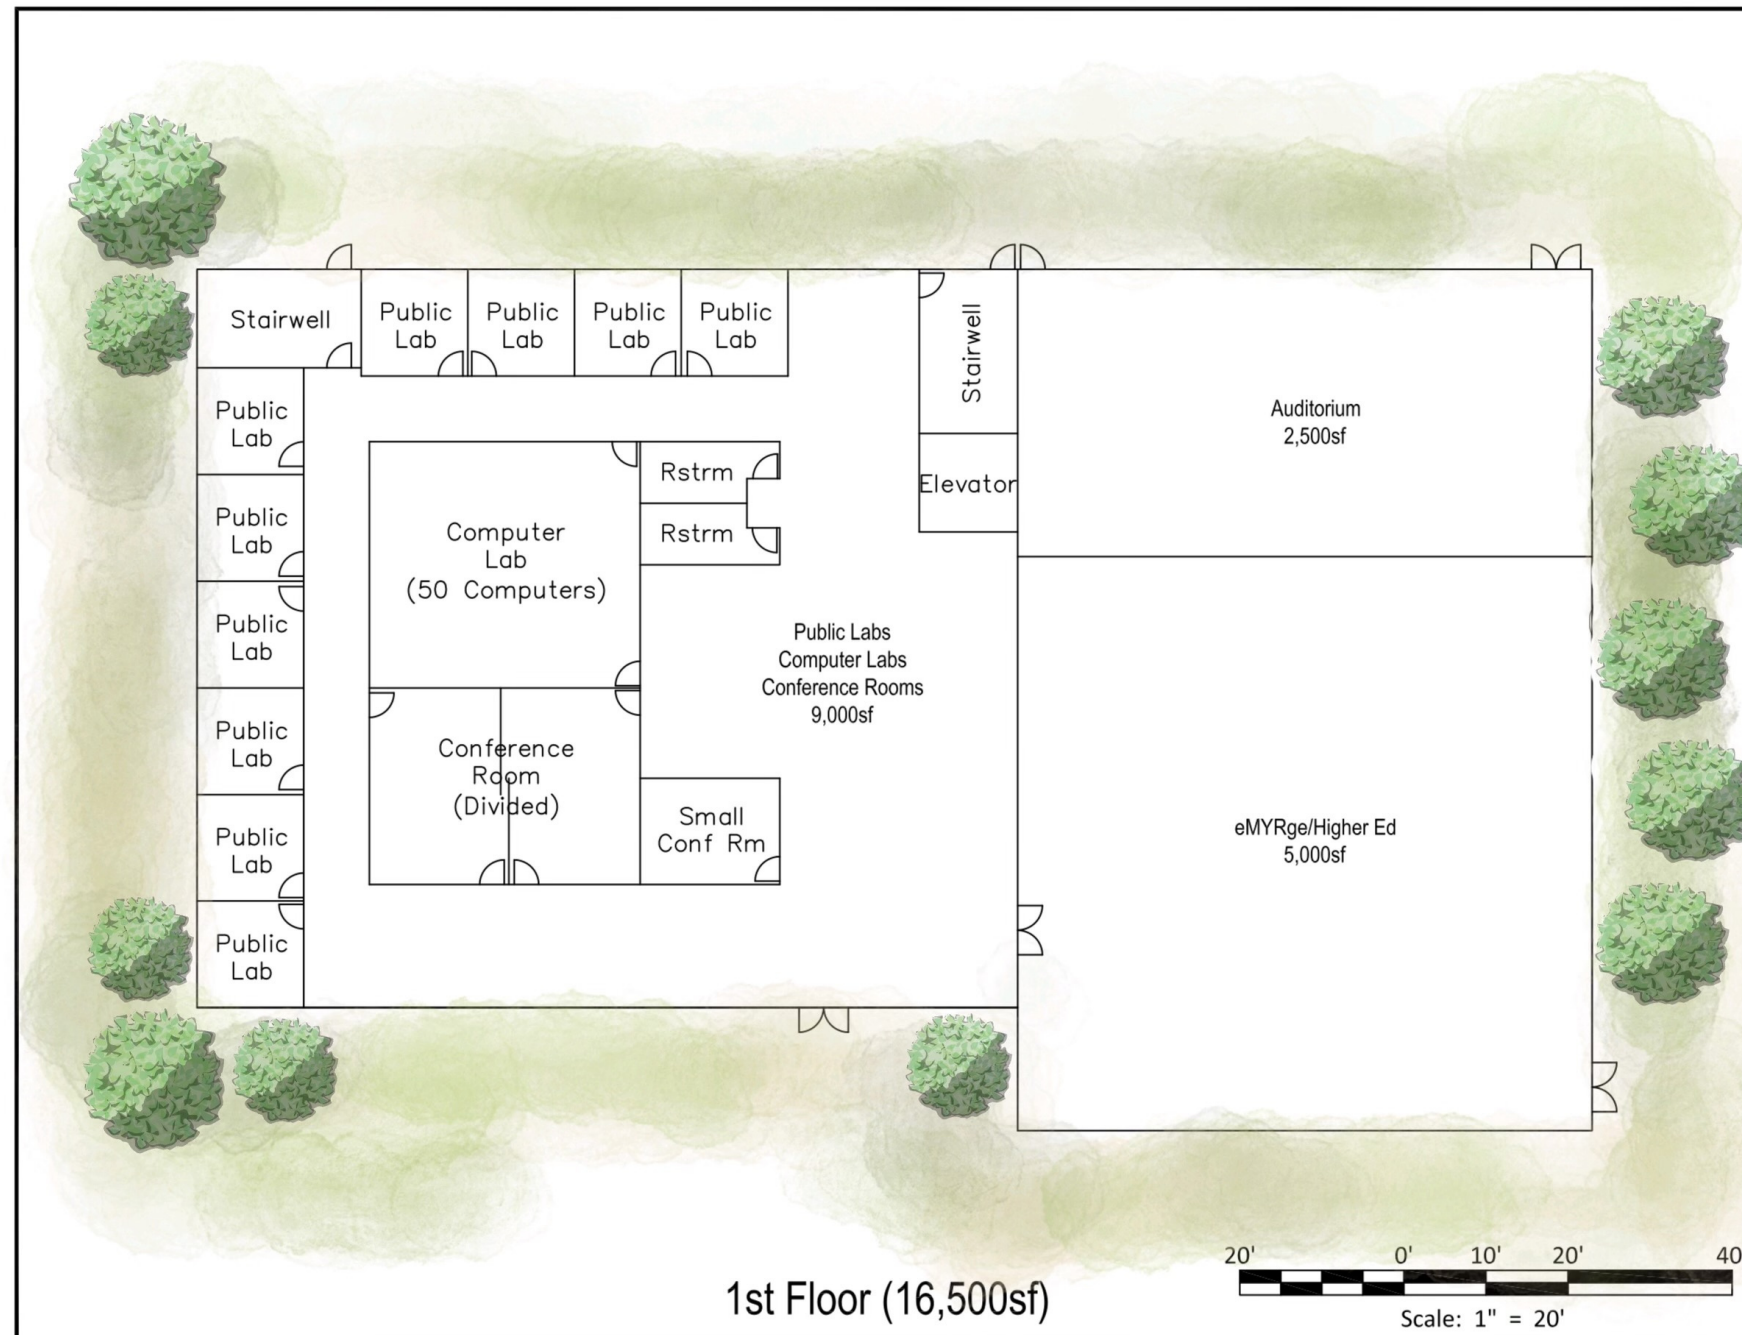 Stairwell
Public
Lab
Public
Lab
Public
Lab
Public
Lab
Stairwell
Public
Lab
Auditorium
2,500sf
Rstrm
Elevator
Public
Lab
Computer
Lab
(50 Computers)
Rstrm
Public
Lab
Public Labs
Computer Labs
Conference Rooms
9,000sf
Public
Lab
Conference
Room
(Divided)
Small
Conf Rm
eMYRge/Higher Ed
5,000sf
Public
Lab
Public
Lab
20' 0' 10' 20' 40
1st Floor (16,500sf)
Scale: 1" = 20'